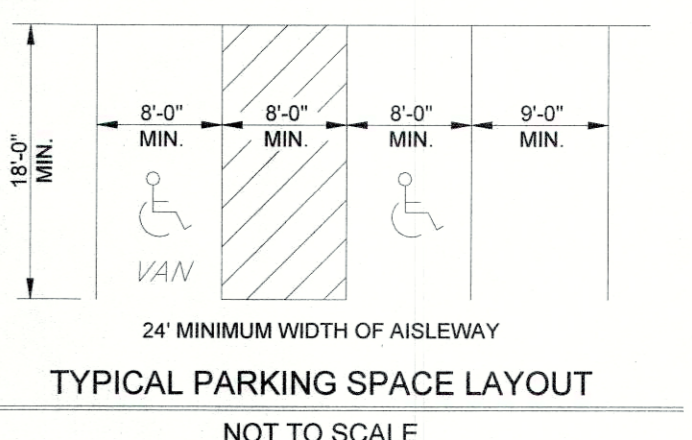 8'-0" 8'-0" 8'-0" 9'-0"
MIN. MIN. MIN. MIN.
18'-0"
MIN.
VAN
24' MINIMUM WIDTH OF AISLEWAY
TYPICAL PARKING SPACE LAYOUT
NOT TO SCALE